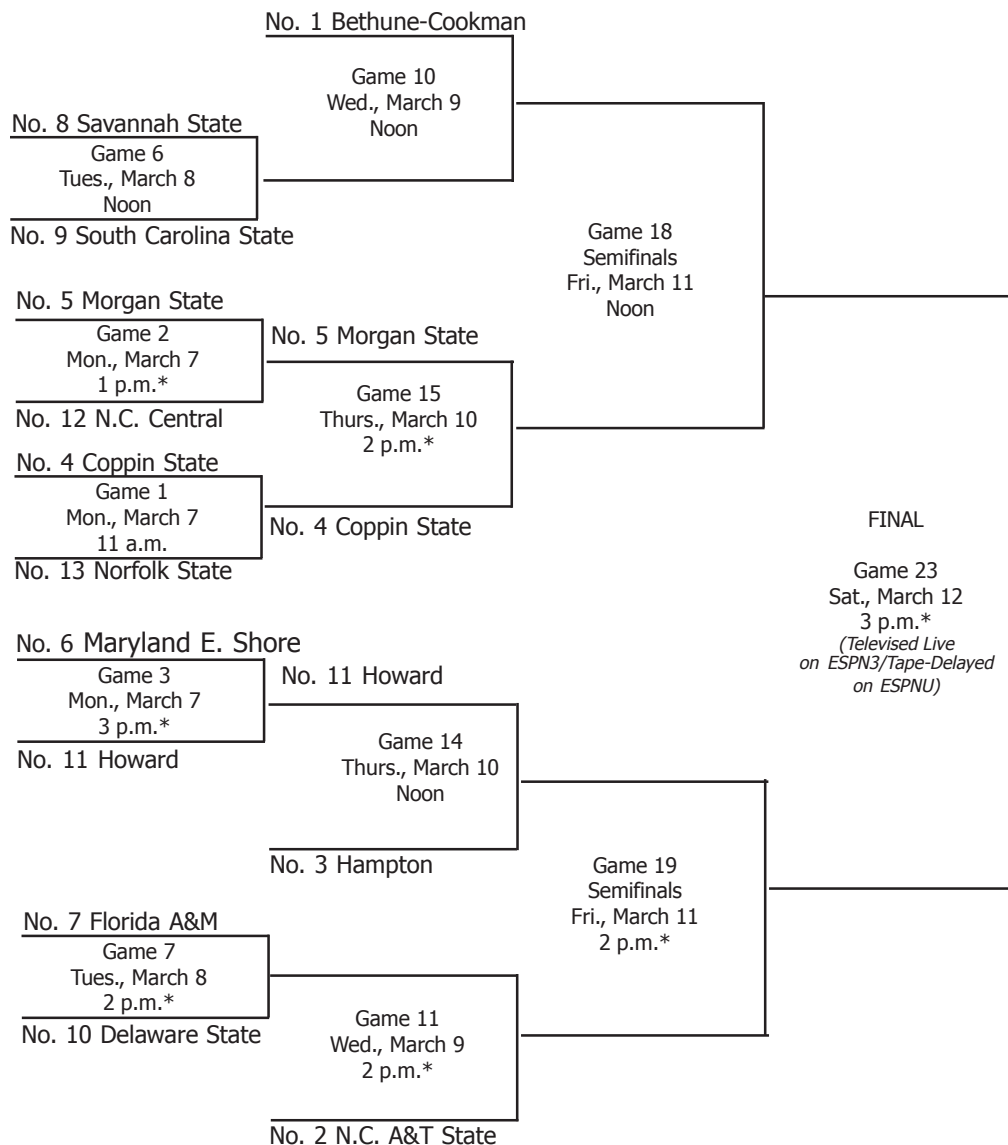 No. 1 Bethune-Cookman
Game 10
Wed., March 9
Noon
No. 8 Savannah State
Game 6
Tues., March 8
Noon
No. 9 South Carolina State
Game 18
Semifinals
Fri., March 11
Noon
No. 5 Morgan State
Game 2
Mon., March 7
1 p.m.*
No. 12 N.C. Central
No. 5 Morgan State
Game 15
Thurs., March 10
2 p.m.*
No. 4 Coppin State
Game 1
Mon., March 7
11 a.m.
No. 13 Norfolk State
No. 4 Coppin State
FINAL
Game 23
Sat., March 12
3 p.m.*
(Televised Live
on ESPN3/Tape-Delayed
on ESPNU)
No. 6 Maryland E. Shore
Game 3
Mon., March 7
3 p.m.*
No. 11 Howard
No. 11 Howard
Game 14
Thurs., March 10
Noon
No. 3 Hampton
Game 19
Semifinals
Fri., March 11
2 p.m.*
No. 7 Florida A&M
Game 7
Tues., March 8
2 p.m.*
No. 10 Delaware State
Game 11
Wed., March 9
2 p.m.*
No. 2 N.C. A&T State